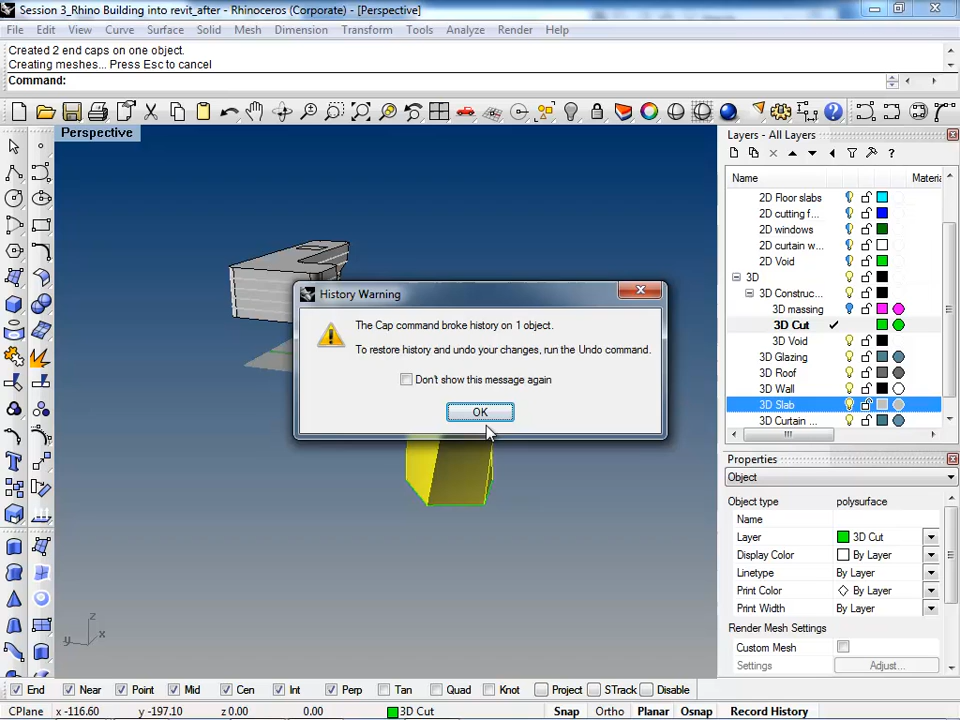 Session 3_Rhino Building into revit_after - Rhinoceros (Corporate) - [Perspective]
File Edit View Curve Surface Solid Mesh Dimension Transform Tools Analyze Render Help
Created 2 end caps on one object.
Creating meshes... Press Esc to cancel
Command:
Perspective
Layers - All Layers
Name Materia
2D Floor slabs
2D cutting f...
2D windows
2D curtain w...
2D Void
3D
3D Construc...
3D massing
3D Cut
3D Void
3D Glazing
3D Roof
3D Wall
3D Slab
3D Curtain ...
History Warning
The Cap command broke history on 1 object.
To restore history and undo your changes, run the Undo command.
Don't show this message again
OK
Properties
Object
Object type polysurface
Name
Layer 3D Cut
Display Color By Layer
Linetype By Layer
Print Color By Layer
Print Width By Layer
Render Mesh Settings
Custom Mesh
Settings Adjust...
z
y x
End Near Point Mid Cen Int Perp Tan Quad Knot Project STrack Disable
CPlane x -116.60 y -197.10 z 0.00 0.00 3D Cut Snap Ortho Planar Osnap Record History